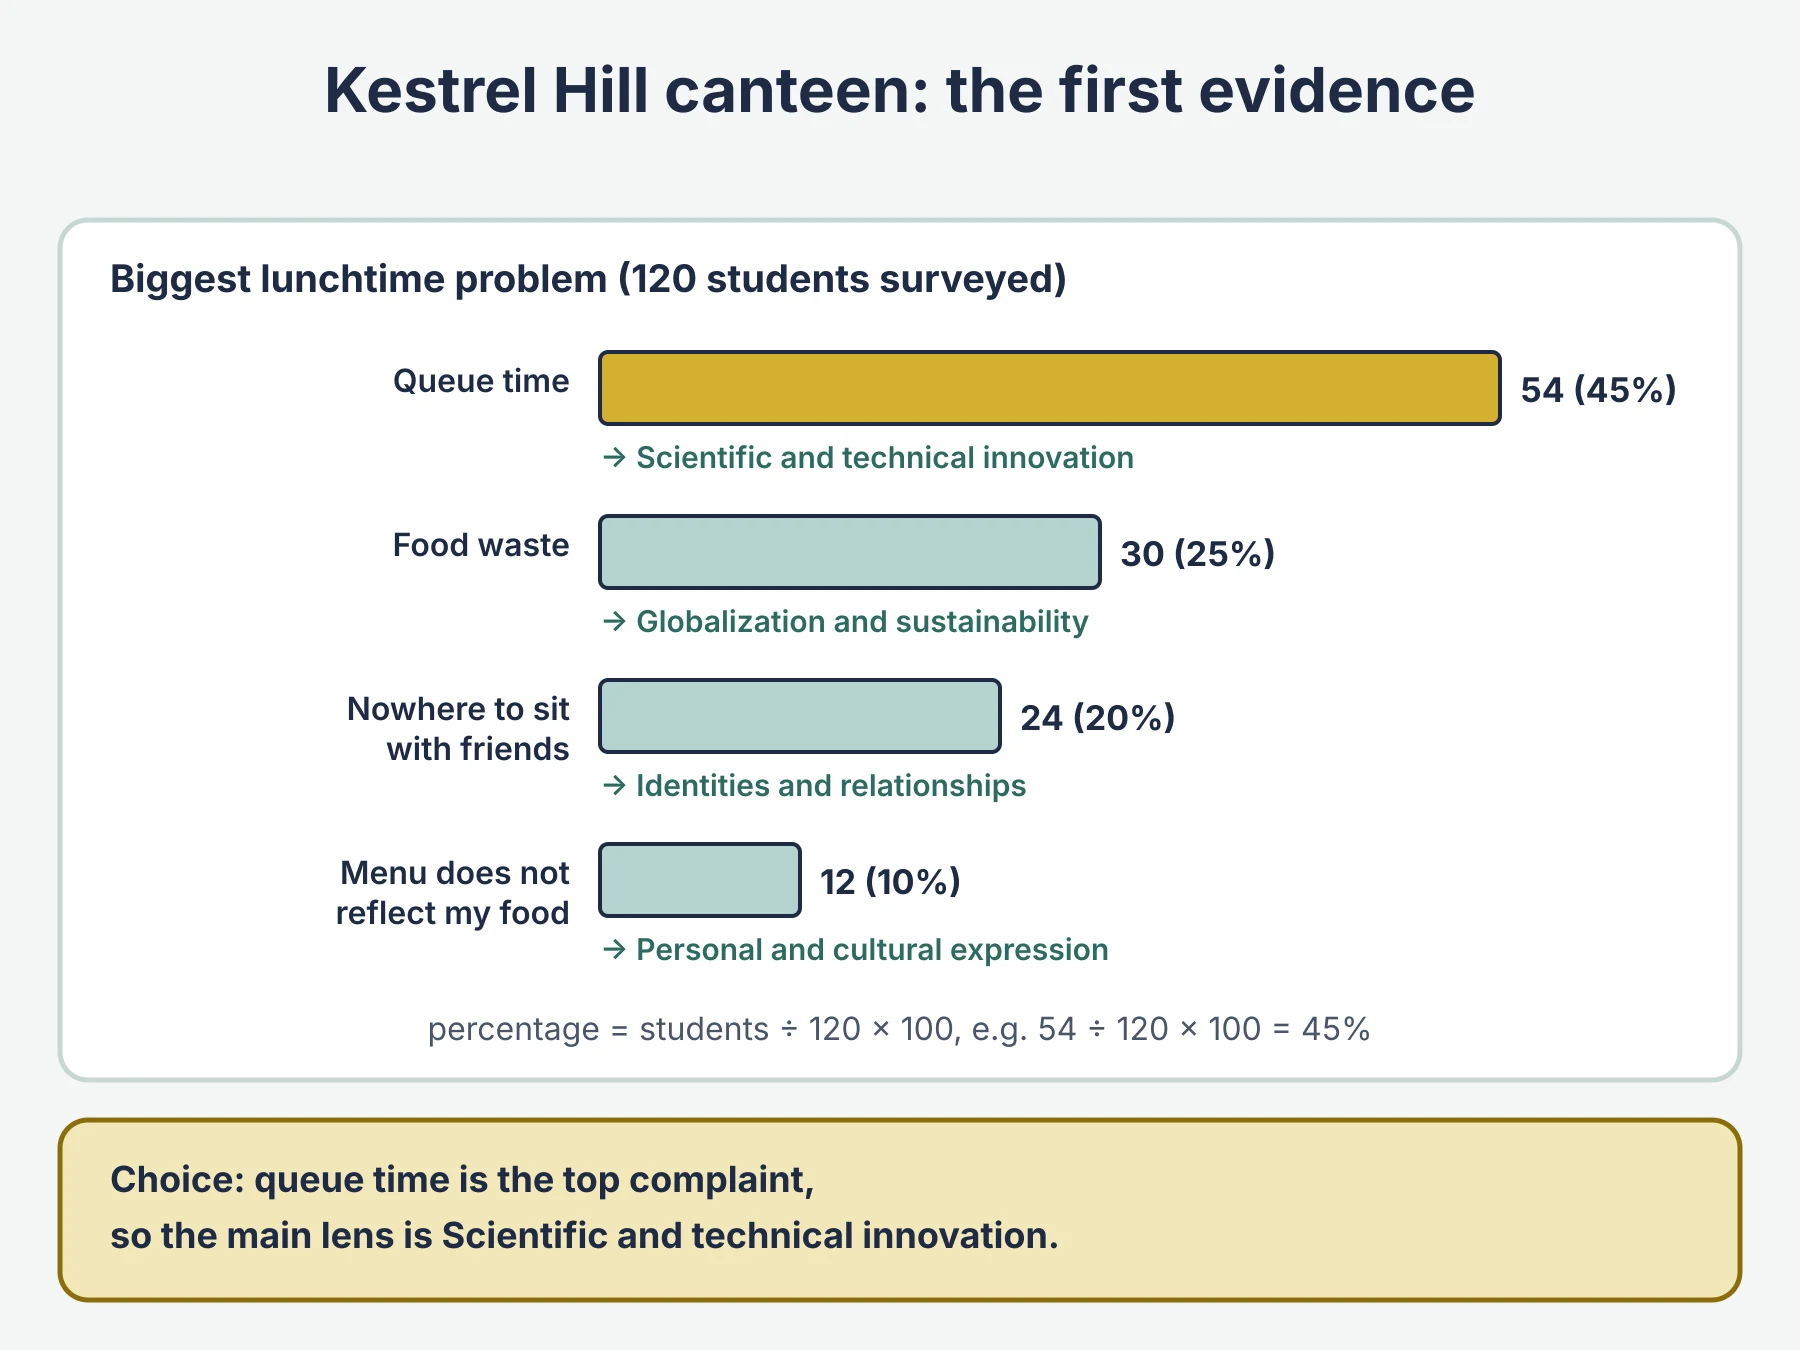 Kestrel Hill canteen: the first evidence
Biggest lunchtime problem (120 students surveyed)
Queue time
54 (45%)
→ Scientific and technical innovation
Food waste
30 (25%)
→ Globalization and sustainability
Nowhere to sit
with friends
24 (20%)
→ Identities and relationships
Menu does not
reflect my food
12 (10%)
→ Personal and cultural expression
percentage = students ÷ 120 × 100, e.g. 54 ÷ 120 × 100 = 45%
Choice: queue time is the top complaint,
so the main lens is Scientific and technical innovation.